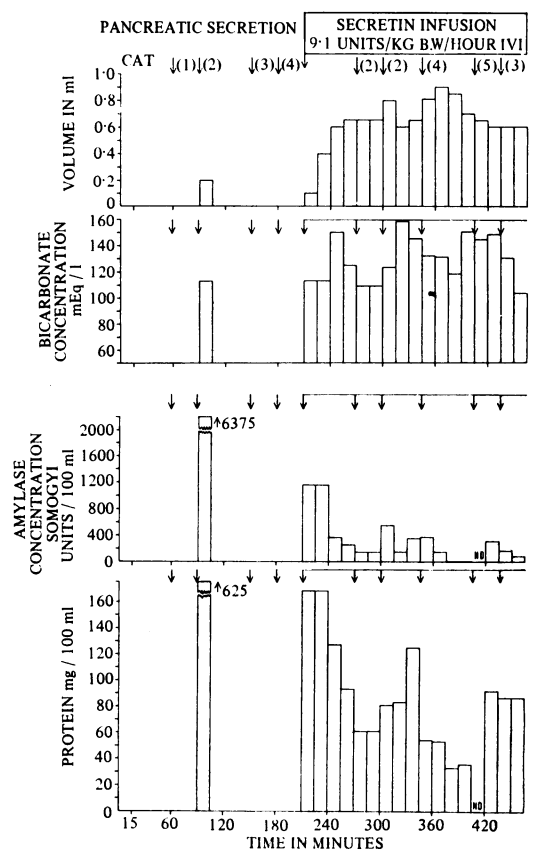 PANCREATIC SECRETION
SECRETIN INFUSION
9·1 UNITS/KG B.W/HOUR IVI
CAT
(1) (2) (3) (4) (2) (2) (4) (5) (3)
VOLUME IN ml
1·0
0·8
0·6
0·4
0·2
0
BICARBONATE
CONCENTRATION
mEq / l
160
140
120
100
80
60
AMYLASE
CONCENTRATION
SOMOGYI
UNITS / 100 ml
2000
1600
1200
800
400
0
6375
ND
PROTEIN mg / 100 ml
160
140
120
100
80
60
40
20
0
625
ND
15 60 120 180 240 300 360 420
TIME IN MINUTES